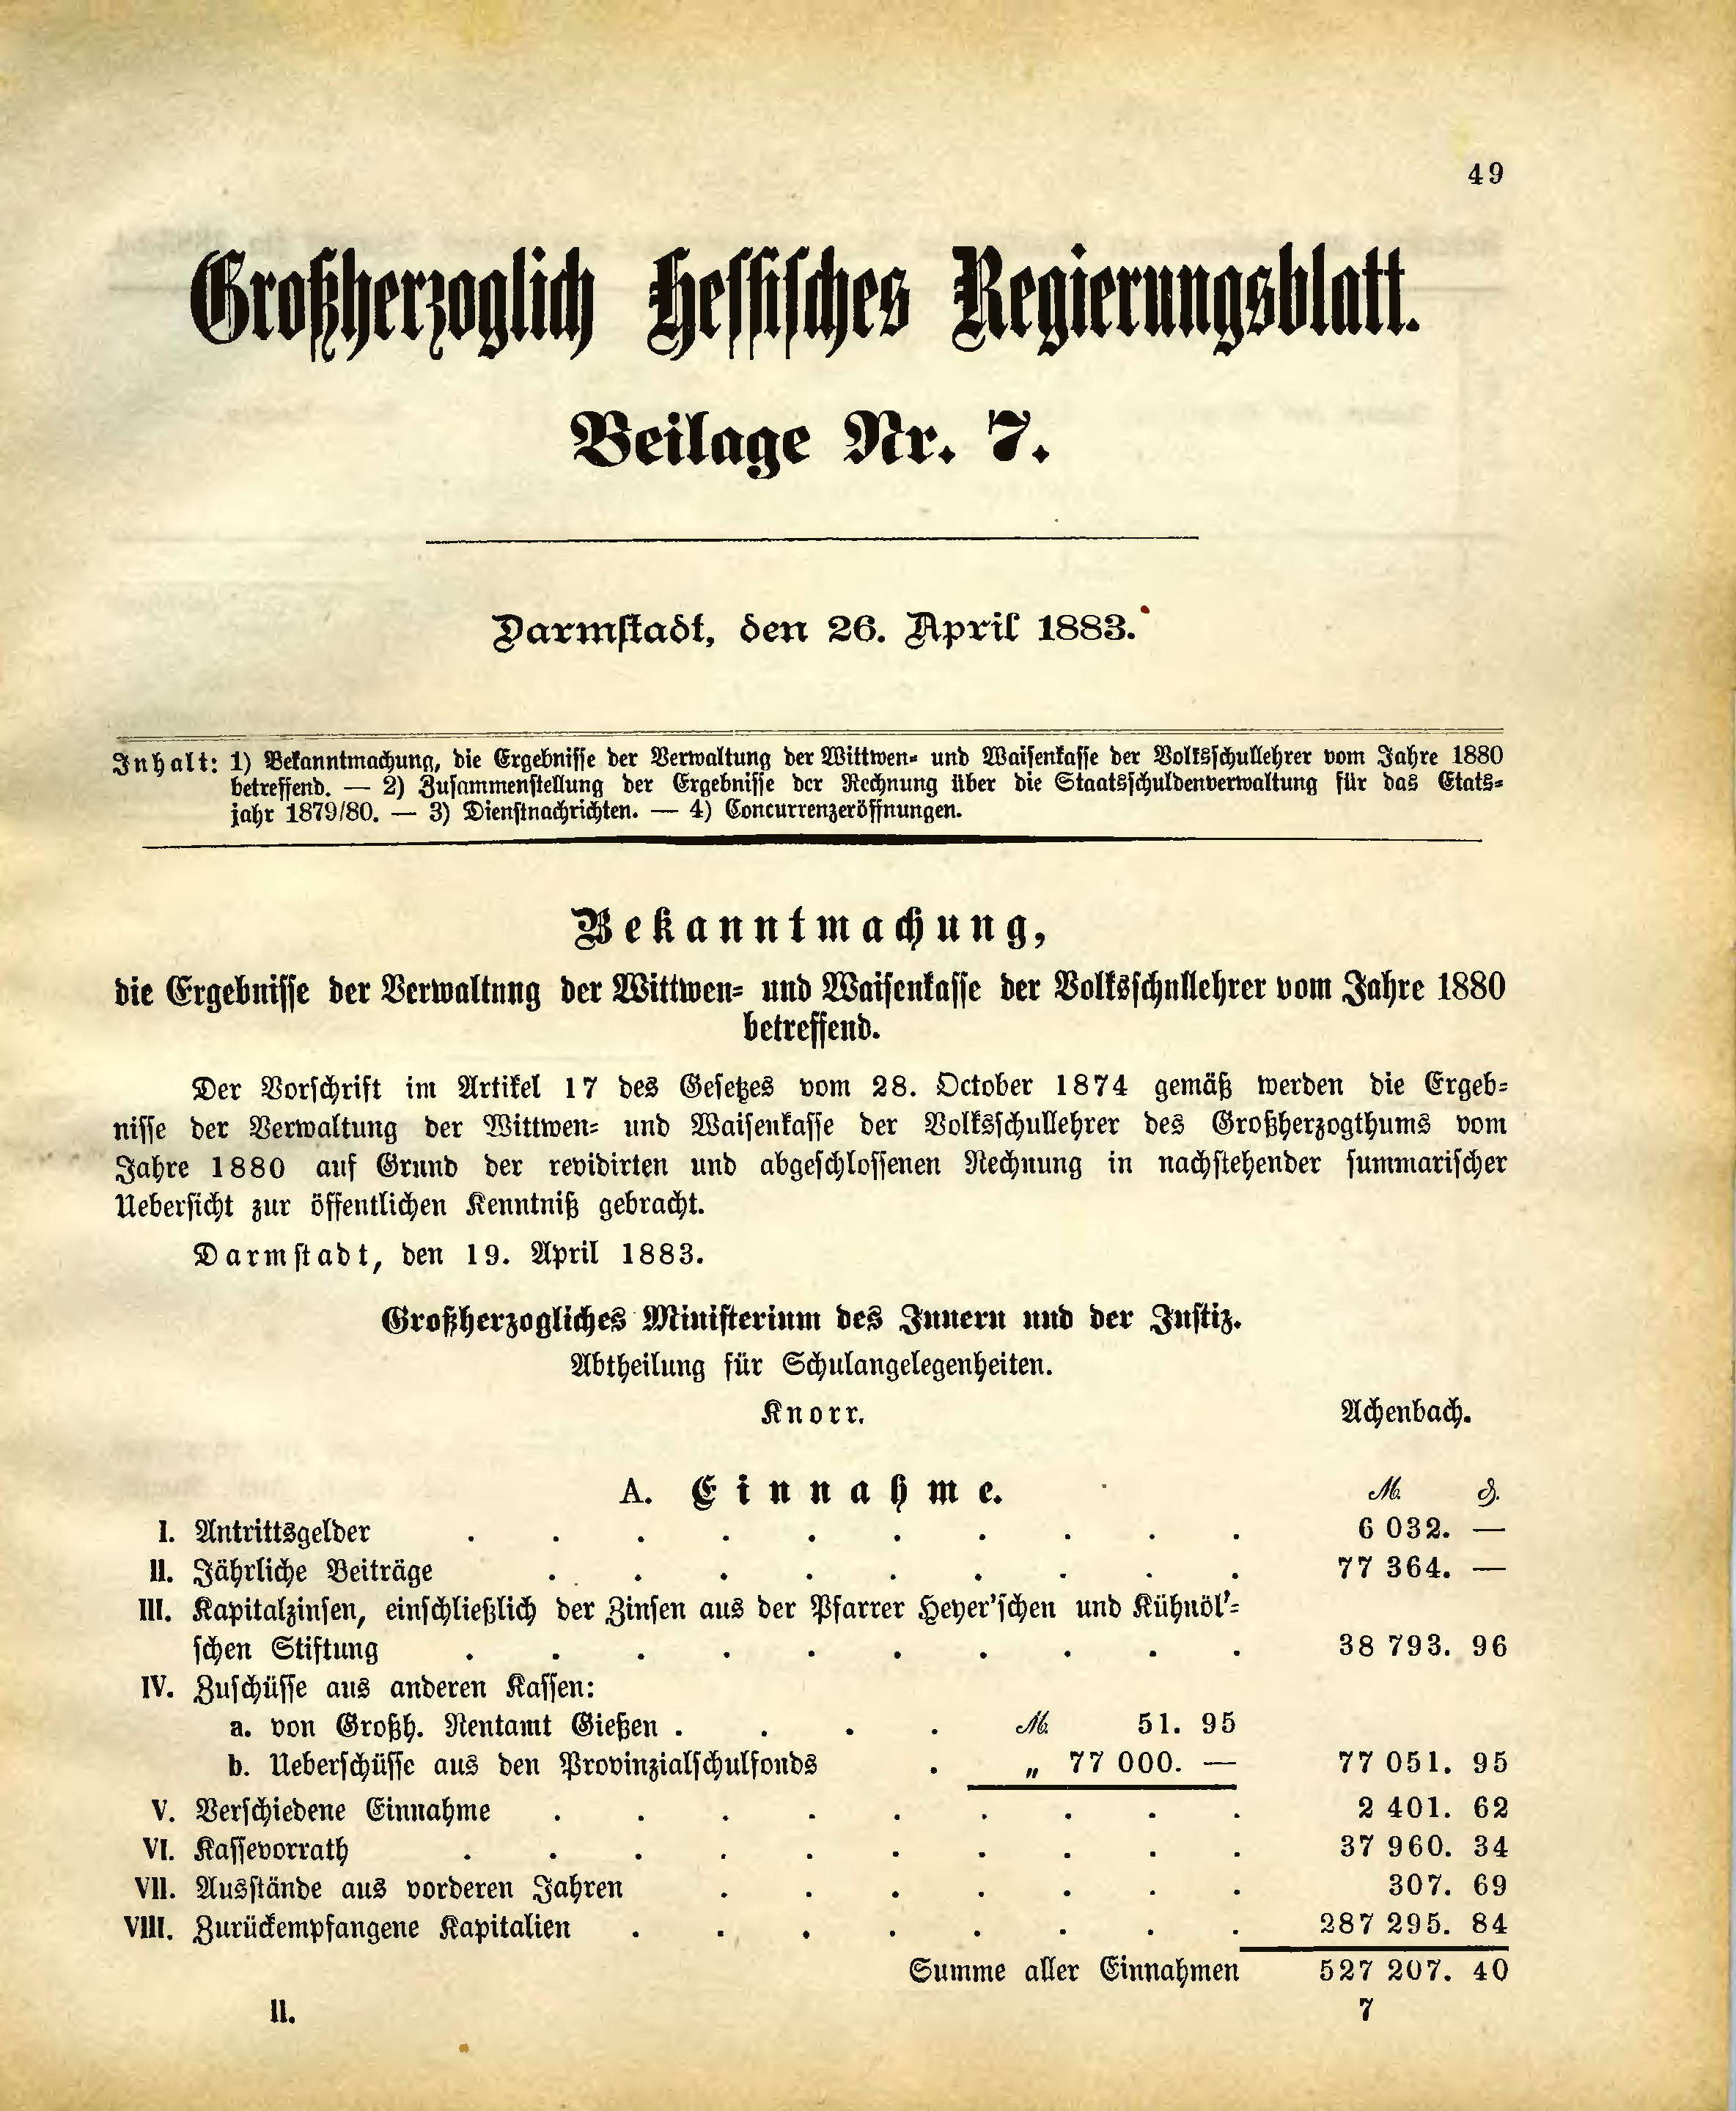 49
Großherzoglich Hessisches Regierungsblatt.
Beilage Nr. 7.
Darmstadt, den 26. April 1883.
Inhalt: 1) Bekanntmachung, die Ergebnisse der Verwaltung der Wittwen- und Waisenkasse der Volksschullehrer vom Jahre 1880
betreffend. — 2) Zusammenstellung der Ergebnisse der Rechnung über die Staatsschuldenverwaltung für das Etats-
jahr 1879/80. — 3) Dienstnachrichten. — 4) Concurrenzeröffnungen.
Bekanntmachung,
die Ergebnisse der Verwaltung der Wittwen- und Waisenkasse der Volksschullehrer vom Jahre 1880
betreffend.
Der Vorschrift im Artikel 17 des Gesetzes vom 28. October 1874 gemäß werden die Ergeb-
nisse der Verwaltung der Wittwen- und Waisenkasse der Volksschullehrer des Großherzogthums vom
Jahre 1880 auf Grund der revidirten und abgeschlossenen Rechnung in nachstehender summarischer
Uebersicht zur öffentlichen Kenntniß gebracht.
Darmstadt, den 19. April 1883.
Großherzogliches Ministerium des Innern und der Justiz.
Abtheilung für Schulangelegenheiten.
Knorr. Achenbach.
A. Einnahme. ℳ ₰.
I. Antrittsgelder . . . . . . . . . . 6 032. —
II. Jährliche Beiträge . . . . . . . . . 77 364. —
III. Kapitalzinsen, einschließlich der Zinsen aus der Pfarrer Heyer'schen und Kühnöl'-
schen Stiftung . . . . . . . . . . 38 793. 96
IV. Zuschüsse aus anderen Kassen:
a. von Großh. Rentamt Gießen . . . . ℳ 51. 95
b. Ueberschüsse aus den Provinzialschulfonds . „ 77 000. — 77 051. 95
V. Verschiedene Einnahme . . . . . . . . . 2 401. 62
VI. Kassevorrath . . . . . . . . . . 37 960. 34
VII. Ausstände aus vorderen Jahren . . . . . . . 307. 69
VIII. Zurückempfangene Kapitalien . . . . . . . . 287 295. 84
Summe aller Einnahmen 527 207. 40
II. 7